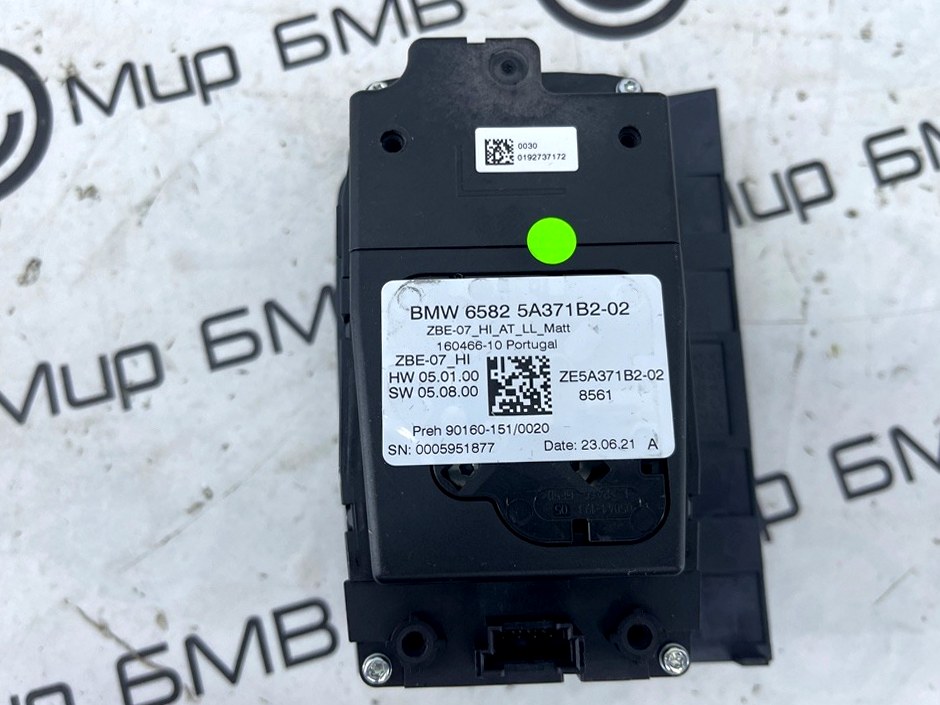 Мир БМВ
0030
0192737172
Мир БМВ
BMW 6582 5A371B2-02
ZBE-07_HI_AT_LL_Matt
160466-10 Portugal
ZBE-07_HI
HW 05.01.00
SW 05.08.00
ZE5A371B2-02
8561
Preh 90160-151/0020
SN: 0005951877
Date: 23.06.21 A
Мир БМВ
Мир БМВ